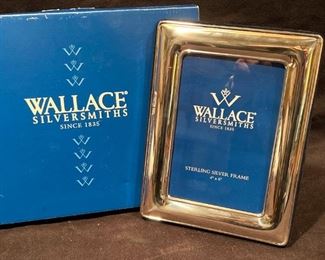 WALLACE®
SILVERSMITHS
SINCE 1835
WALLACE
SILVERSMITHS
SINCE 1835
STERLING SILVER FRAME
4" x 6"